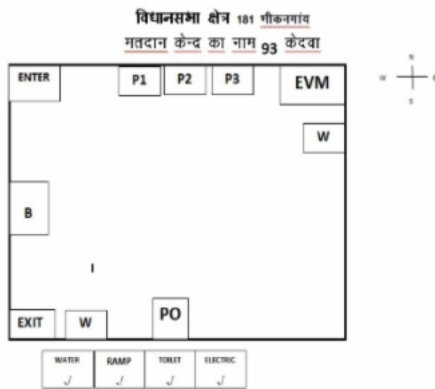 विधानसभा क्षेत्र 181 भीकनगांव
मतदान केन्द्र का नाम 93 केदवा
ENTER P1 P2 P3 EVM
N
W E
S
W
B
I
EXIT W PO
WATER RAMP TOILET ELECTRIC
√ √ √ √